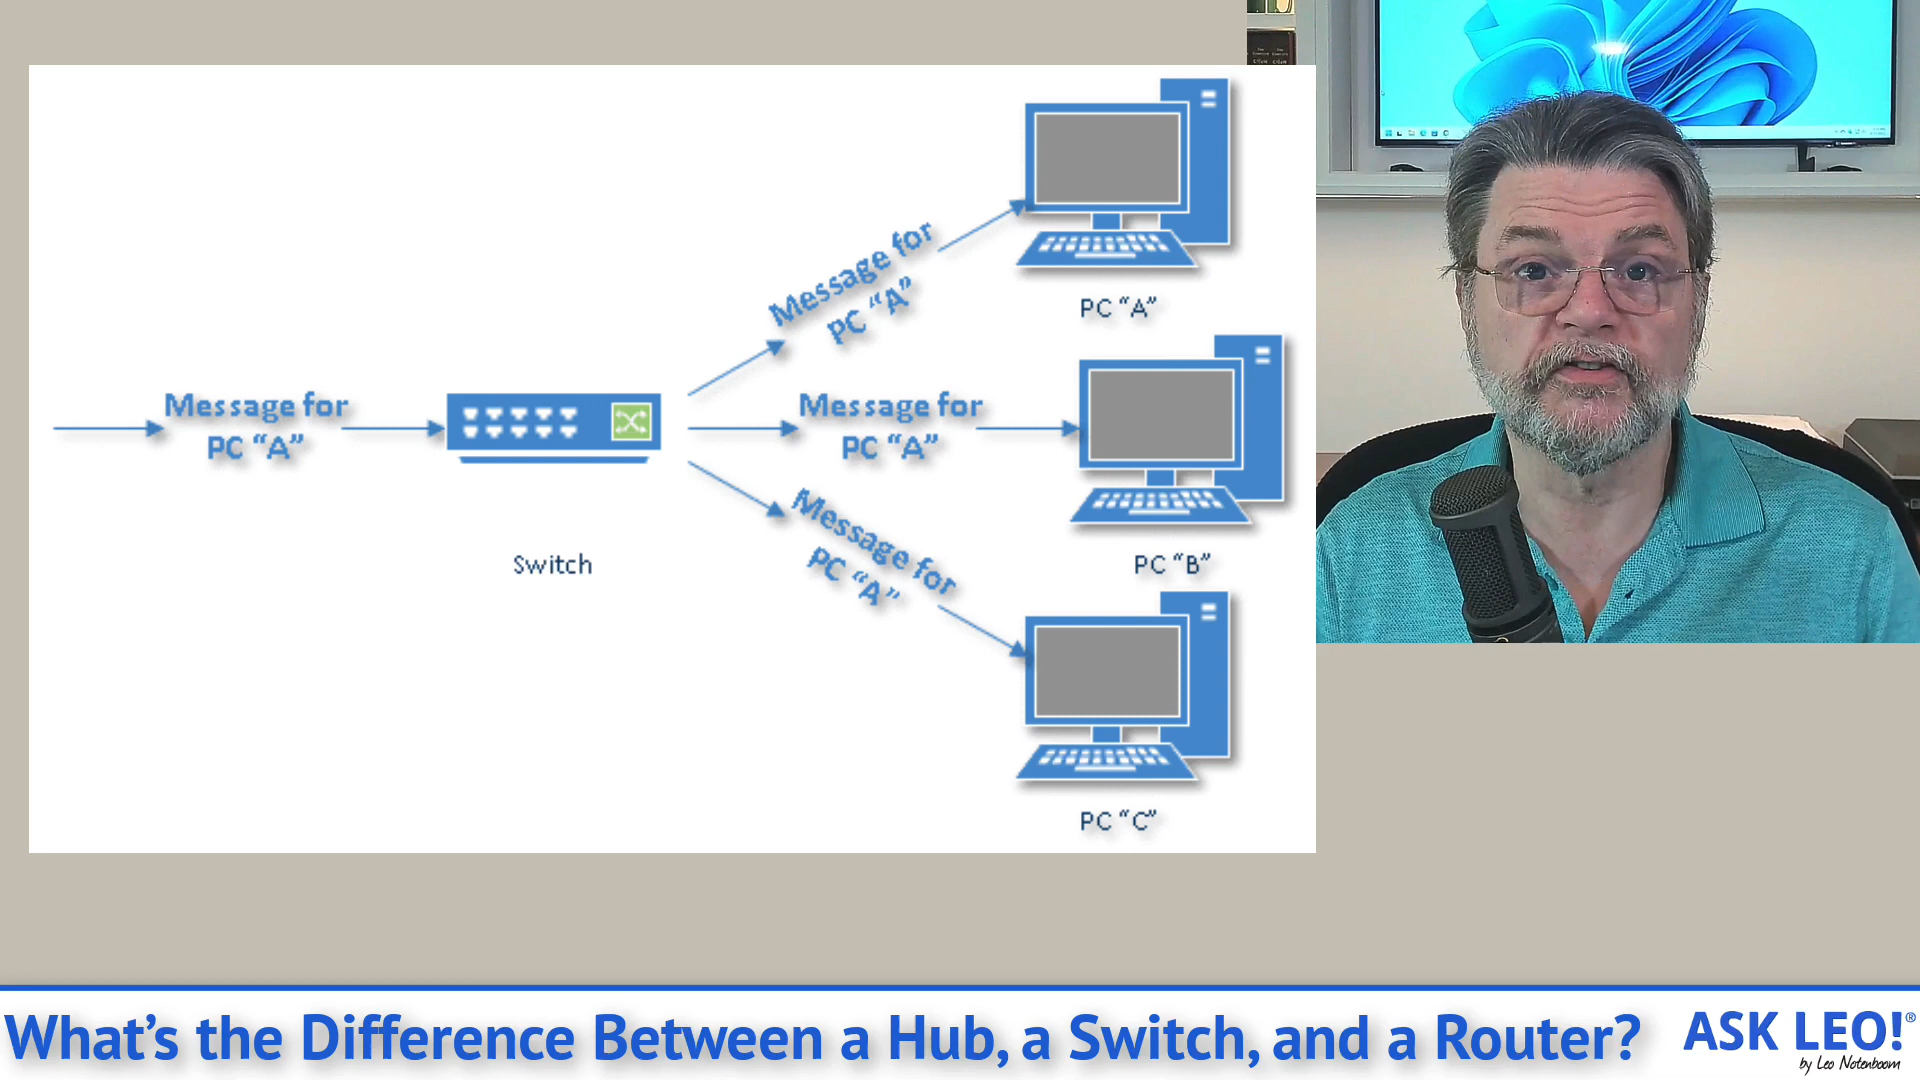 Message for
PC “A”
Switch
Message for
PC “A”
Message for
PC “A”
Message for
PC “A”
PC “A”
PC “B”
PC “C”
What’s the Difference Between a Hub, a Switch, and a Router?
ASK LEO!®
by Leo Notenboom